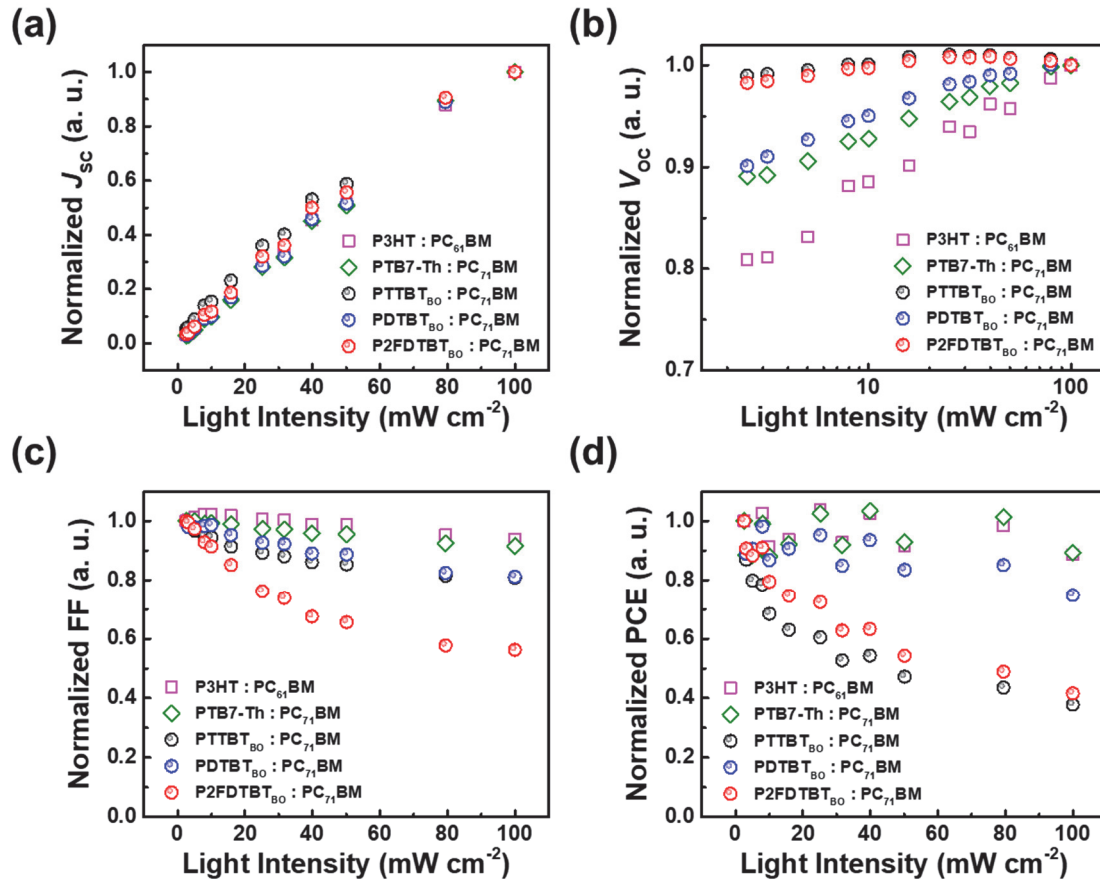 (a)
Normalized Jsc (a. u.)
1.0
0.8
0.6
0.4
0.2
0.0
P3HT : PC61BM
PTB7-Th : PC71BM
PTTBTBO : PC71BM
PDTBTBO : PC71BM
P2FDTBTBO : PC71BM
0 20 40 60 80 100
Light Intensity (mW cm-2)
(b)
Normalized Voc (a. u.)
1.0
0.9
0.8
0.7
P3HT : PC61BM
PTB7-Th : PC71BM
PTTBTBO : PC71BM
PDTBTBO : PC71BM
P2FDTBTBO : PC71BM
10 100
Light Intensity (mW cm-2)
(c)
Normalized FF (a. u.)
1.0
0.8
0.6
0.4
0.2
0.0
P3HT : PC61BM
PTB7-Th : PC71BM
PTTBTBO : PC71BM
PDTBTBO : PC71BM
P2FDTBTBO : PC71BM
0 20 40 60 80 100
Light Intensity (mW cm-2)
(d)
Normalized PCE (a. u.)
1.0
0.8
0.6
0.4
0.2
0.0
P3HT : PC61BM
PTB7-Th : PC71BM
PTTBTBO : PC71BM
PDTBTBO : PC71BM
P2FDTBTBO : PC71BM
0 20 40 60 80 100
Light Intensity (mW cm-2)